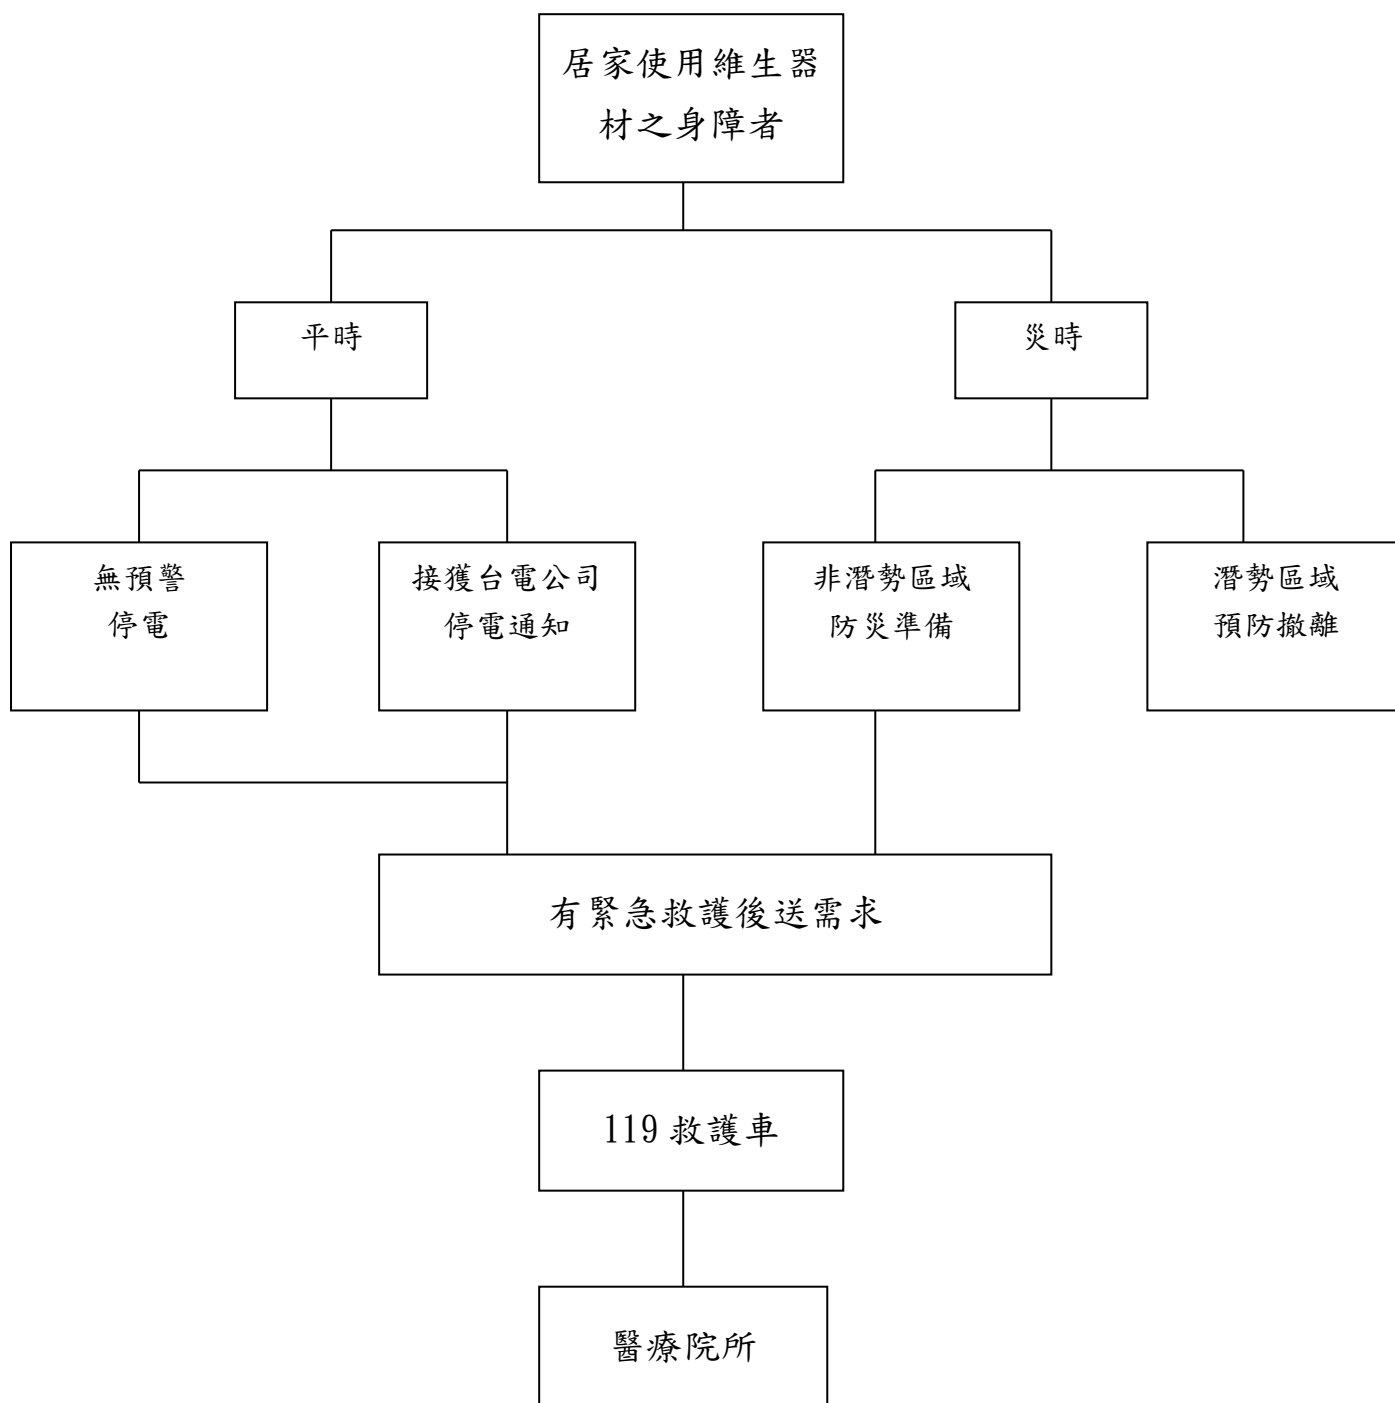 居家使用維生器
材之身障者
平時
災時
無預警
停電
接獲台電公司
停電通知
非潛勢區域
防災準備
潛勢區域
預防撤離
有緊急救護後送需求
119 救護車
醫療院所